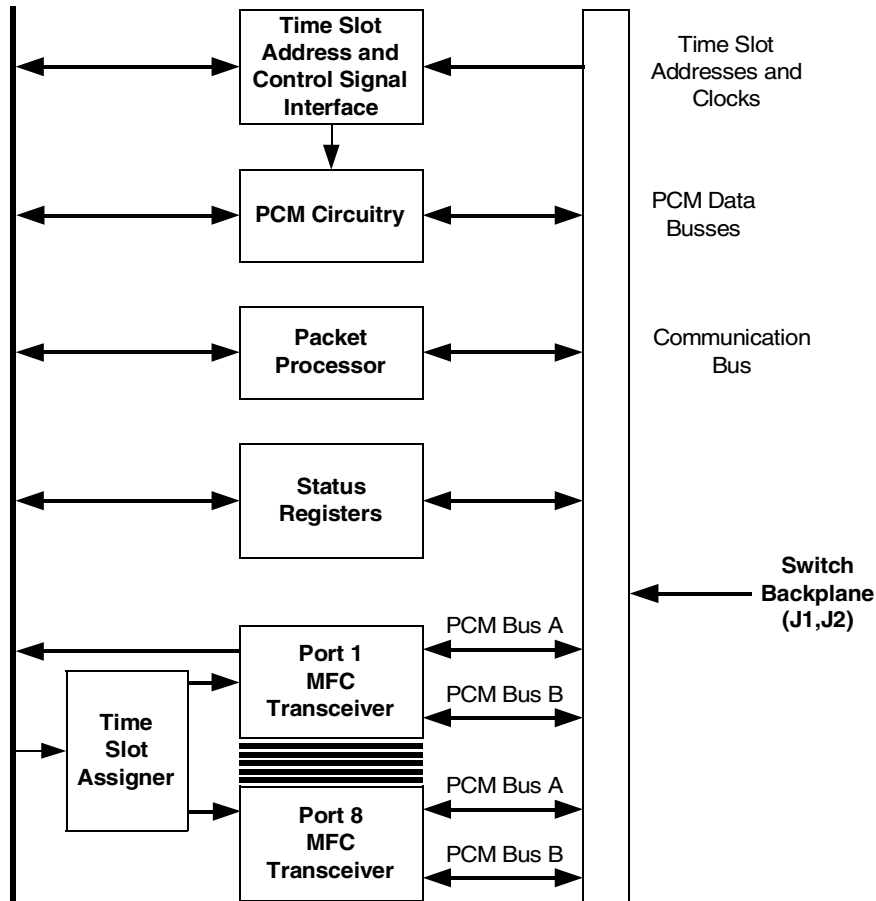 Time Slot
Address and
Control Signal
Interface
Time Slot
Addresses and
Clocks
PCM Circuitry
PCM Data
Busses
Packet
Processor
Communication
Bus
Status
Registers
Switch
Backplane
(J1,J2)
PCM Bus A
Port 1
MFC
Transceiver
PCM Bus B
Time
Slot
Assigner
PCM Bus A
Port 8
MFC
Transceiver
PCM Bus B